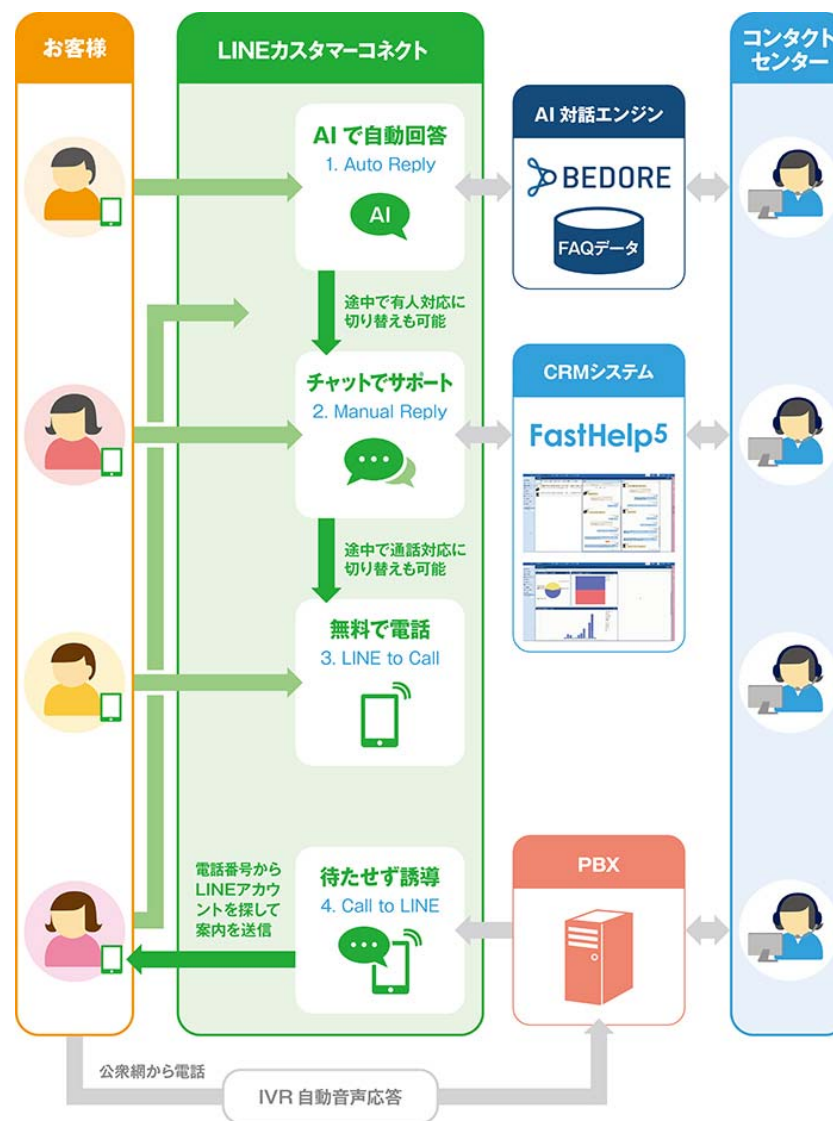 お客様
LINEカスタマーコネクト
コンタクト
センター
AI で自動回答
1. Auto Reply
AI
AI 対話エンジン
BEDORE
FAQデータ
途中で有人対応に
切り替えも可能
チャットでサポート
2. Manual Reply
CRMシステム
FastHelp5
途中で通話対応に
切り替えも可能
無料で電話
3. LINE to Call
電話番号から
LINEアカウ
ントを探して
案内を送信
待たせず誘導
4. Call to LINE
PBX
公衆網から電話
IVR 自動音声応答